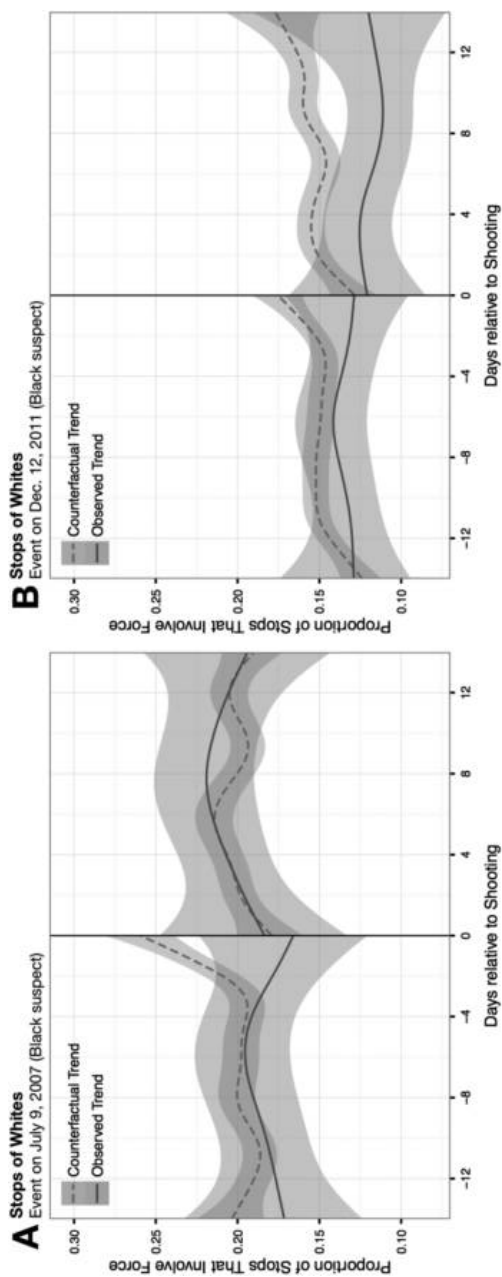 A
Stops of Whites
Event on July 9, 2007 (Black suspect)
0.30
0.25
0.20
0.15
0.10
Proportion of Stops That Involve Force
Counterfactual Trend
Observed Trend
−12
−8
−4
0
4
8
12
Days relative to Shooting
B
Stops of Whites
Event on Dec. 12, 2011 (Black suspect)
0.30
0.25
0.20
0.15
0.10
Proportion of Stops That Involve Force
Counterfactual Trend
Observed Trend
−12
−8
−4
0
4
8
12
Days relative to Shooting